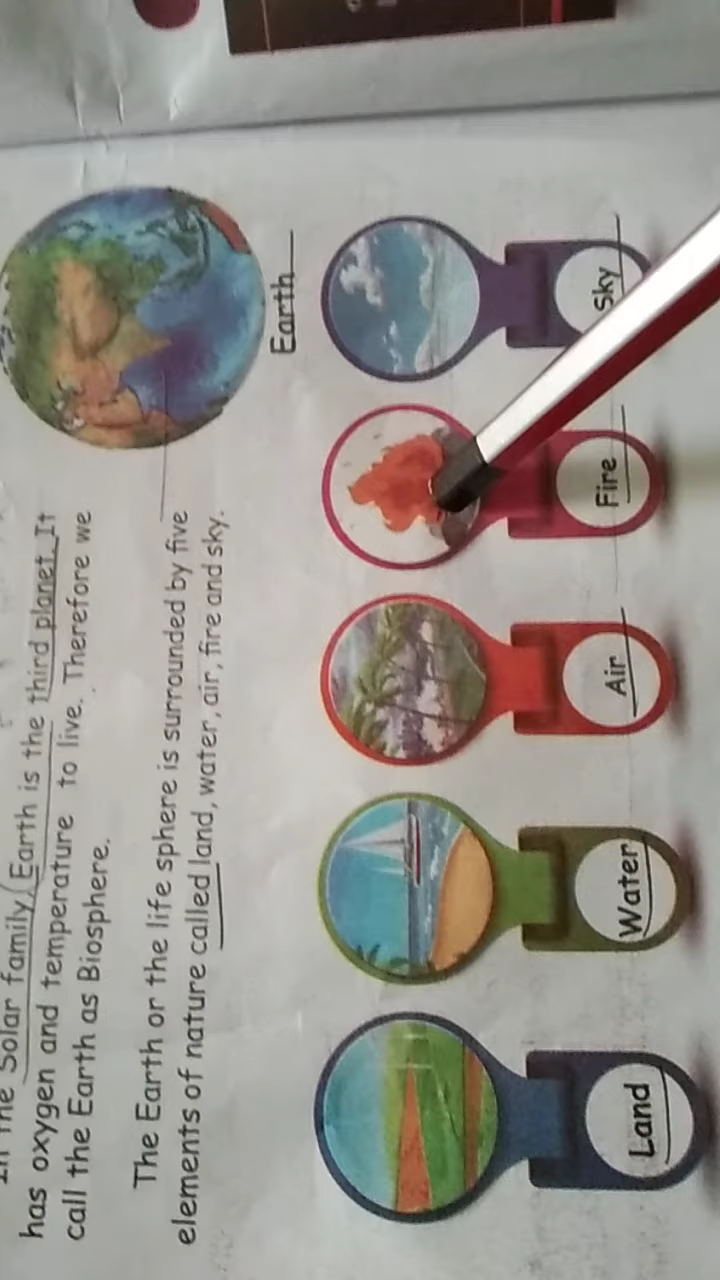 In the Solar family, Earth is the third planet. It
has oxygen and temperature to live. Therefore we
call the Earth as Biosphere.
The Earth or the life sphere is surrounded by five
elements of nature called land, water, air, fire and sky.
Earth
Land
Water
Air
Fire
Sky